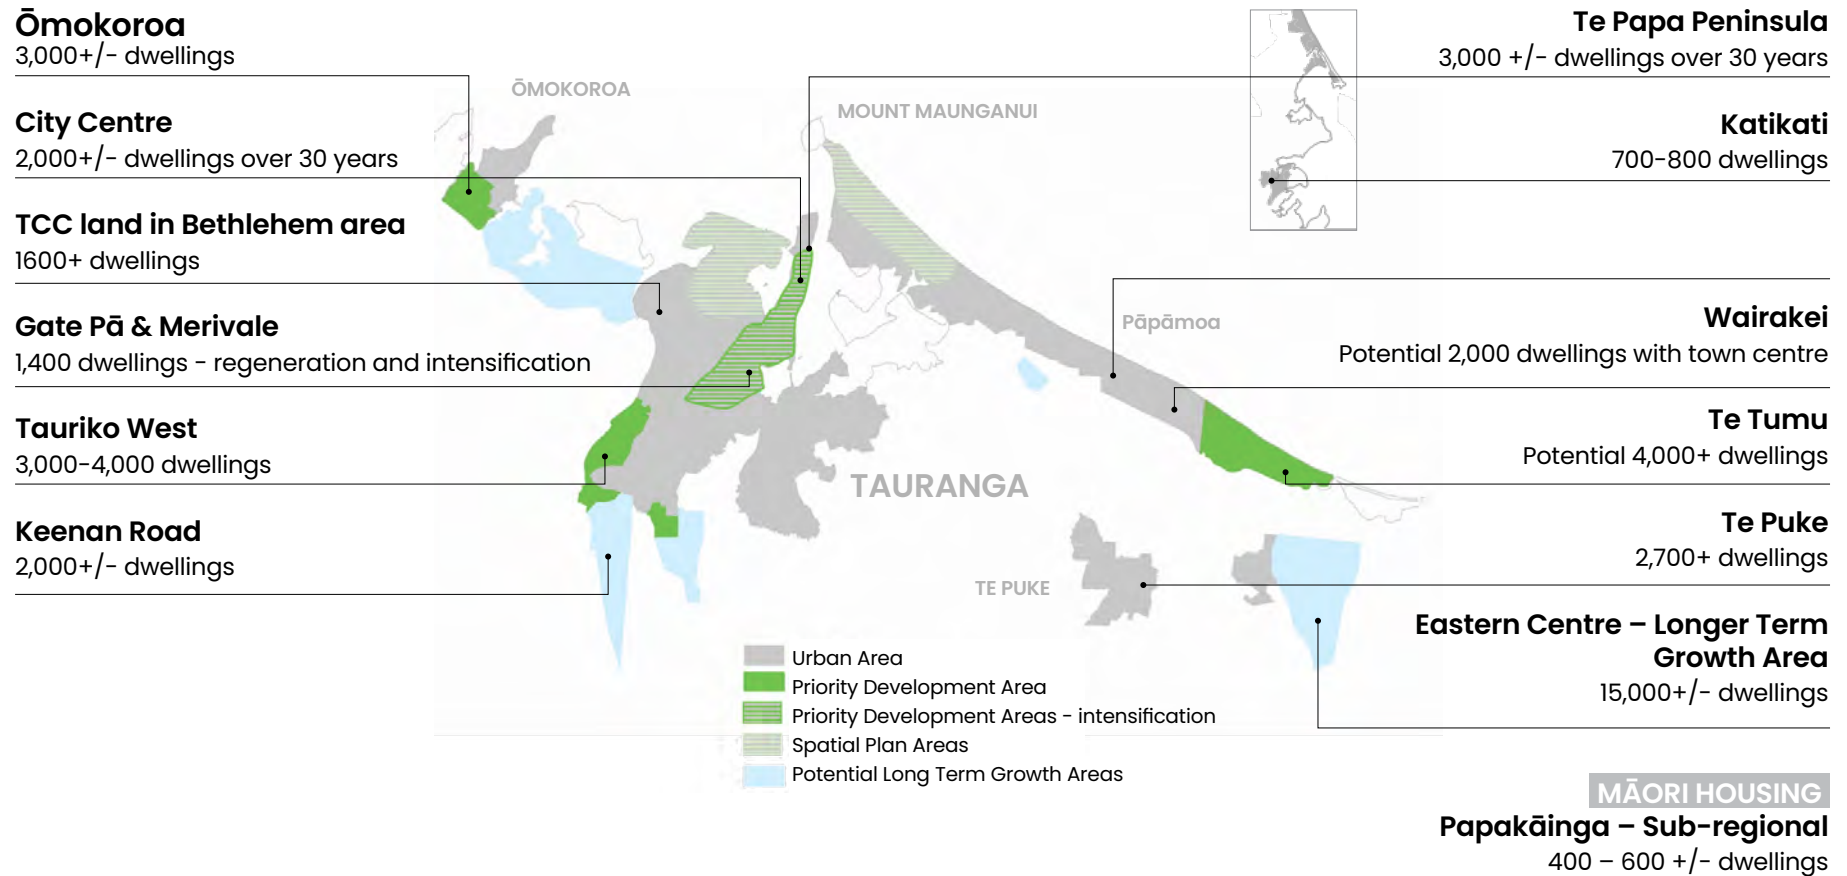 Ōmokoroa
3,000+/- dwellings
City Centre
2,000+/- dwellings over 30 years
TCC land in Bethlehem area
1600+ dwellings
Gate Pā & Merivale
1,400 dwellings - regeneration and intensification
Tauriko West
3,000-4,000 dwellings
Keenan Road
2,000+/- dwellings
ŌMOKOROA
MOUNT MAUNGANUI
Pāpāmoa
TAURANGA
TE PUKE
Urban Area
Priority Development Area
Priority Development Areas - intensification
Spatial Plan Areas
Potential Long Term Growth Areas
Te Papa Peninsula
3,000 +/- dwellings over 30 years
Katikati
700-800 dwellings
Wairakei
Potential 2,000 dwellings with town centre
Te Tumu
Potential 4,000+ dwellings
Te Puke
2,700+ dwellings
Eastern Centre – Longer Term
Growth Area
15,000+/- dwellings
MĀORI HOUSING
Papakāinga – Sub-regional
400 – 600 +/- dwellings